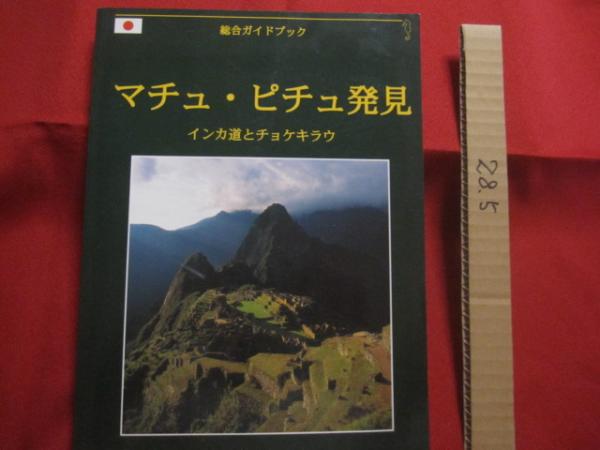 総合ガイドブック
マチュ・ピチュ発見
インカ道とチョケキラウ
28.5